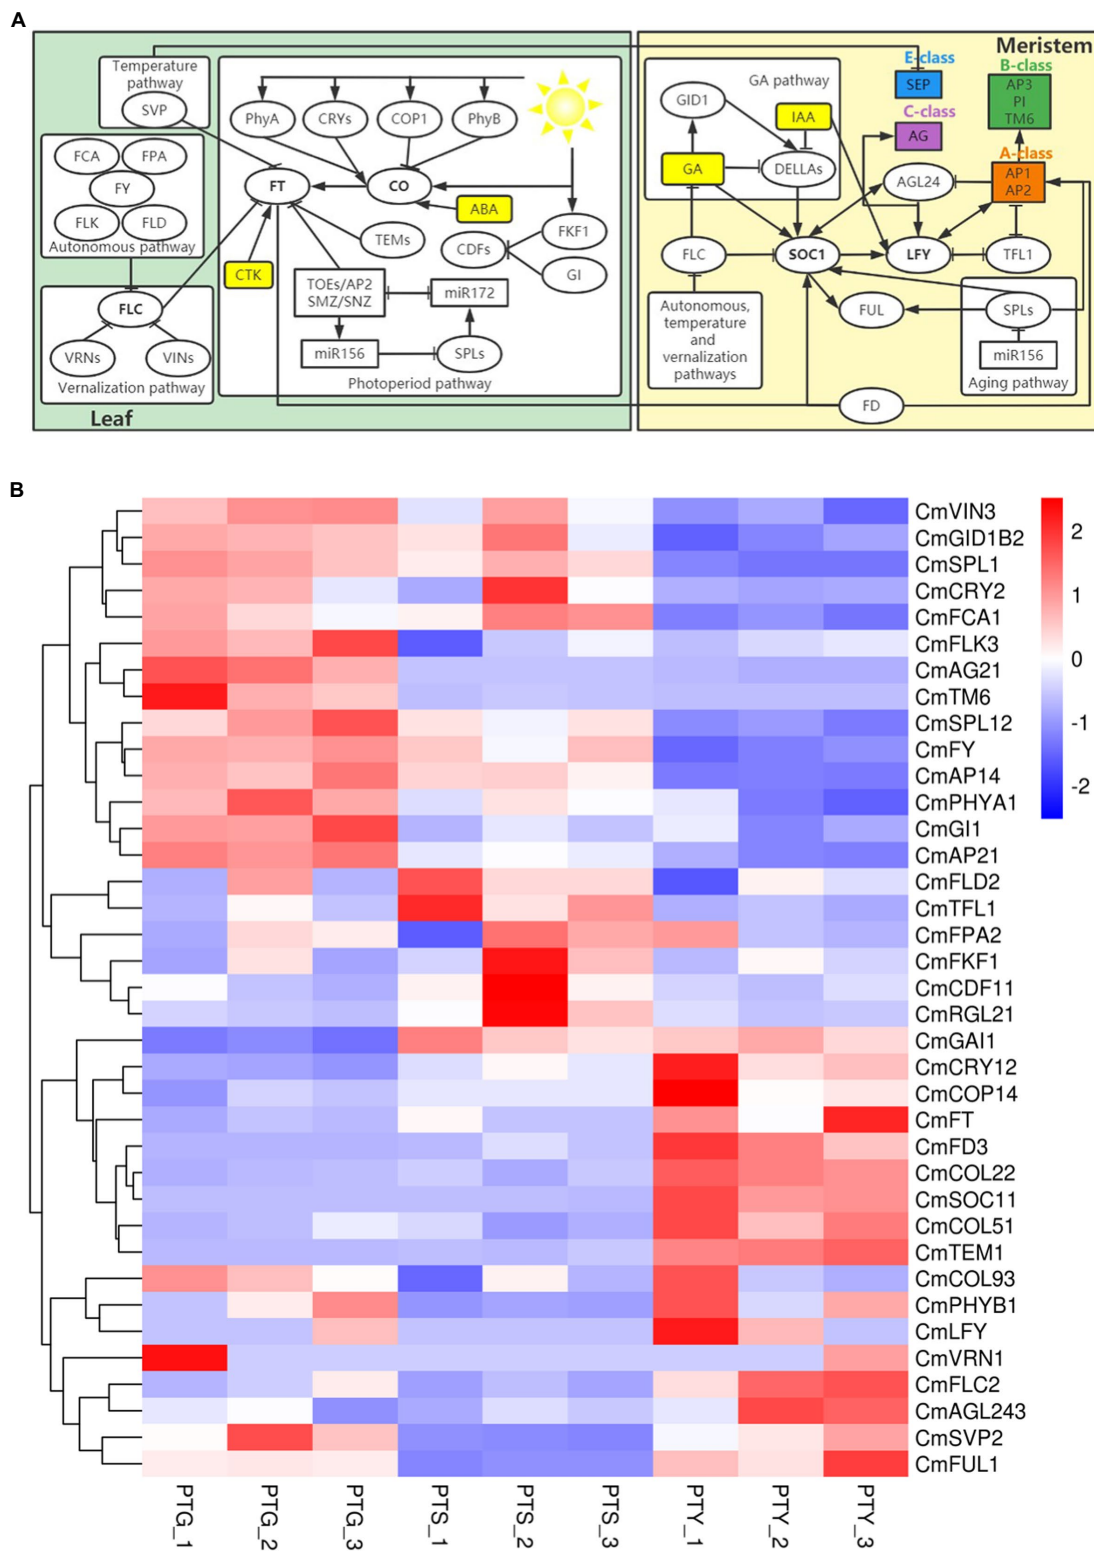 A
Temperature
pathway
SVP
FCA
FPA
FY
FLK
FLD
Autonomous pathway
FLC
VRNs
VINs
Vernalization pathway
Leaf
PhyA
CRYs
COP1
PhyB
FT
CO
ABA
CTK
TEMs
CDFs
FKF1
GI
TOEs/AP2
SMZ/SNZ
miR172
miR156
SPLs
Photoperiod pathway
Meristem
E-class
SEP
B-class
AP3
PI
TM6
C-class
AG
A-class
AP1
AP2
GA pathway
GID1
IAA
GA
DELLAs
AGL24
FLC
SOC1
LFY
TFL1
Autonomous,
temperature
and
vernalization
pathways
FUL
SPLs
miR156
Aging pathway
FD
B
CmVIN3
CmGID1B2
CmSPL1
CmCRY2
CmFCA1
CmFLK3
CmAG21
CmTM6
CmSPL12
CmFY
CmAP14
CmPHYA1
CmGI1
CmAP21
CmFLD2
CmTFL1
CmFPA2
CmFKF1
CmCDF11
CmRGL21
CmGAI1
CmCRY12
CmCOP14
CmFT
CmFD3
CmCOL22
CmSOC11
CmCOL51
CmTEM1
CmCOL93
CmPHYB1
CmLFY
CmVRN1
CmFLC2
CmAGL243
CmSVP2
CmFUL1
2
1
0
-1
-2
PTG_1
PTG_2
PTG_3
PTS_1
PTS_2
PTS_3
PTY_1
PTY_2
PTY_3